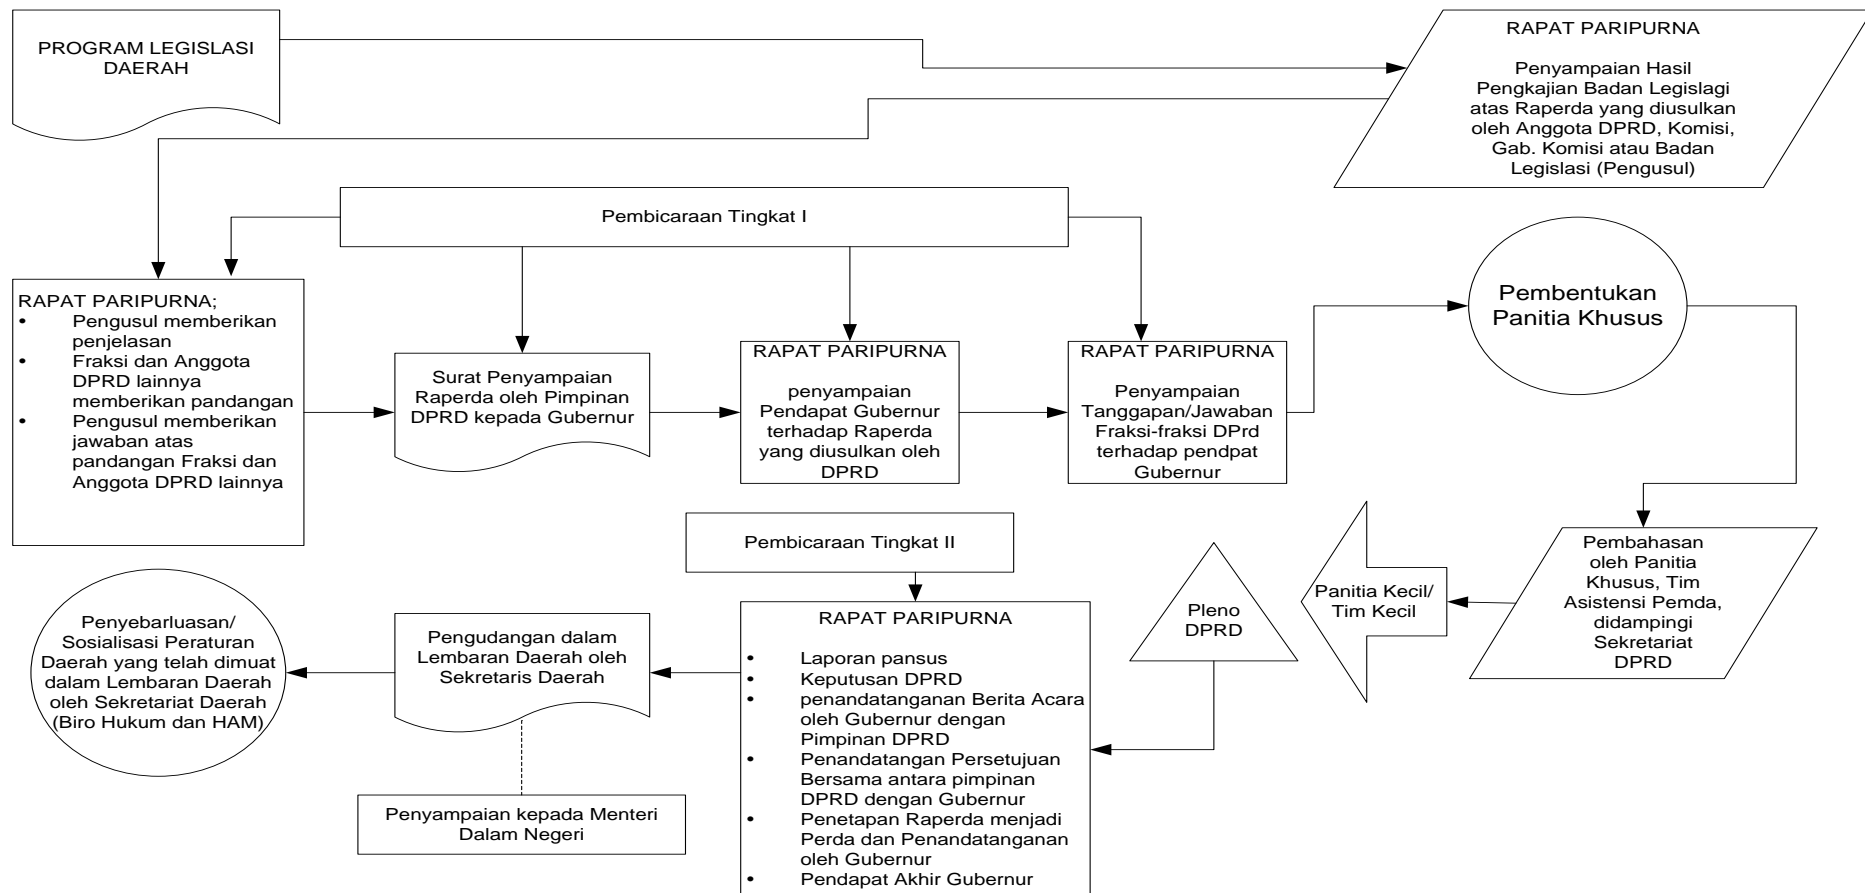 PROGRAM LEGISLASI
DAERAH
RAPAT PARIPURNA
Penyampaian Hasil
Pengkajian Badan Legislagi
atas Raperda yang diusulkan
oleh Anggota DPRD, Komisi,
Gab. Komisi atau Badan
Legislasi (Pengusul)
Pembicaraan Tingkat I
RAPAT PARIPURNA;
• Pengusul memberikan
penjelasan
• Fraksi dan Anggota
DPRD lainnya
memberikan pandangan
• Pengusul memberikan
jawaban atas
pandangan Fraksi dan
Anggota DPRD lainnya
Surat Penyampaian
Raperda oleh Pimpinan
DPRD kepada Gubernur
RAPAT PARIPURNA
penyampaian
Pendapat Gubernur
terhadap Raperda
yang diusulkan oleh
DPRD
RAPAT PARIPURNA
Penyampaian
Tanggapan/Jawaban
Fraksi-fraksi DPrd
terhadap pendpat
Gubernur
Pembentukan
Panitia Khusus
Pembahasan
oleh Panitia
Khusus, Tim
Asistensi Pemda,
didampingi
Sekretariat
DPRD
Panitia Kecil/
Tim Kecil
Pleno
DPRD
Pembicaraan Tingkat II
RAPAT PARIPURNA
• Laporan pansus
• Keputusan DPRD
• penandatanganan Berita Acara
oleh Gubernur dengan
Pimpinan DPRD
• Penandatangan Persetujuan
Bersama antara pimpinan
DPRD dengan Gubernur
• Penetapan Raperda menjadi
Perda dan Penandatanganan
oleh Gubernur
• Pendapat Akhir Gubernur
Pengudangan dalam
Lembaran Daerah oleh
Sekretaris Daerah
Penyampaian kepada Menteri
Dalam Negeri
Penyebarluasan/
Sosialisasi Peraturan
Daerah yang telah dimuat
dalam Lembaran Daerah
oleh Sekretariat Daerah
(Biro Hukum dan HAM)